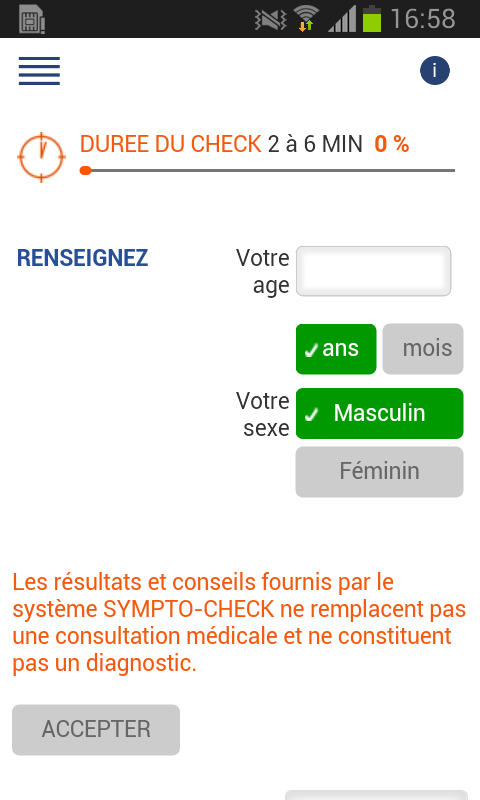 16:58
i
DUREE DU CHECK 2 à 6 MIN 0 %
RENSEIGNEZ
Votre
age
ans
mois
Votre
sexe
Masculin
Féminin
Les résultats et conseils fournis par le
système SYMPTO-CHECK ne remplacent pas
une consultation médicale et ne constituent
pas un diagnostic.
ACCEPTER